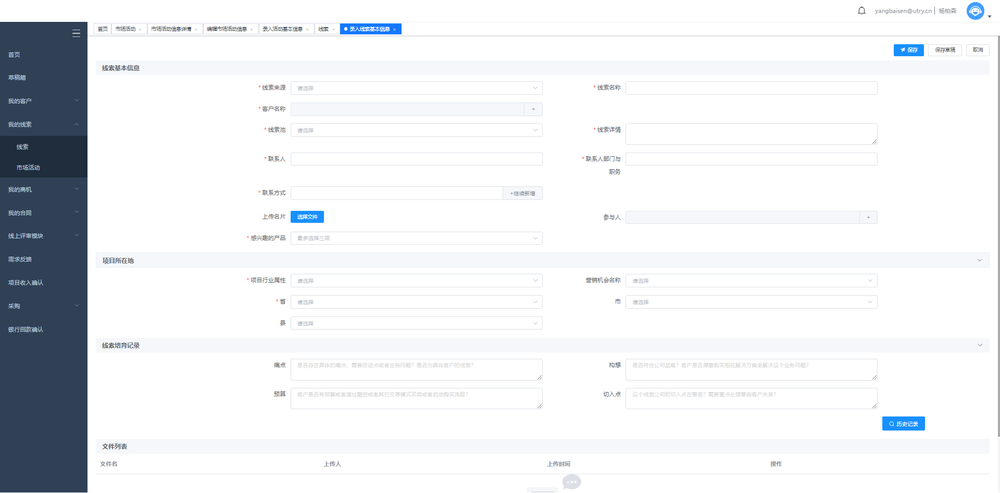 yangbaisen@utry.cn | 杨柏森
首页 市场活动 × 市场活动信息详情 × 编辑市场活动信息 × 录入活动基本信息 × 线索 × 录入线索基本信息 ×
首页
草稿箱
我的客户
我的线索
线索
市场活动
我的商机
我的合同
线上评审模块
需求反馈
项目收入确认
采购
银行回款确认
保存 保存草稿 取消
线索基本信息
* 线索来源 请选择 * 线索名称
* 客户名称 +
* 线索池 请选择 * 线索详情
* 联系人 * 联系人部门与
职务
* 联系方式 +继续新增
上传名片 选择文件 参与人 +
* 感兴趣的产品 最多选择三项
项目所在地
* 项目行业属性 请选择 营销机会名称 请选择
* 省 请选择 市 请选择
县 请选择
线索培育记录
痛点 是否存在具体的痛点，需要改进点或者业务问题？是否为具体客户的线索？ 构想 是否符合公司战略？客户是否愿意购买相应解决方案来解决这个业务问题？
预算 客户是否有预算或者通过融资或者其它交易模式买卖或者启动购买流程？ 切入点 这个线索公司的切入点在哪里？需要重点处理哪些客户关系？
历史记录
文件列表
文件名 上传人 上传时间 操作